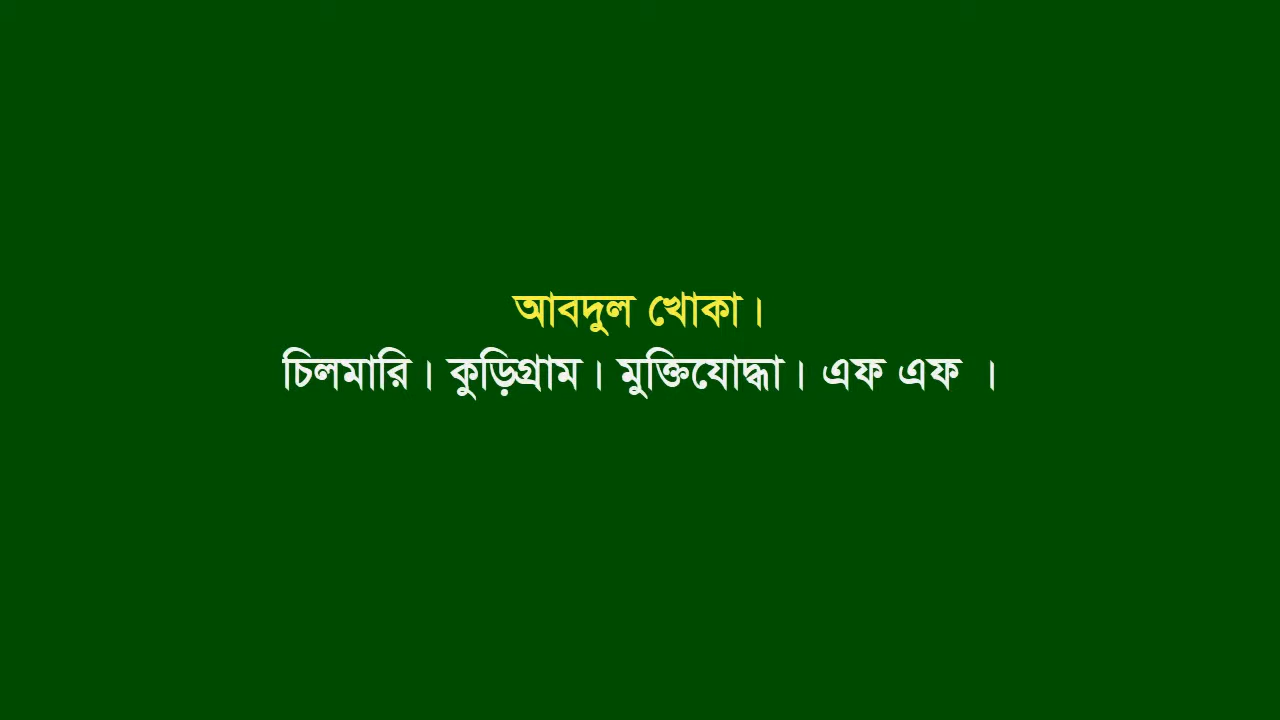 আবদুল খোকা।
চিলমারি। কুড়িগ্রাম। মুক্তিযোদ্ধা। এফ এফ ।